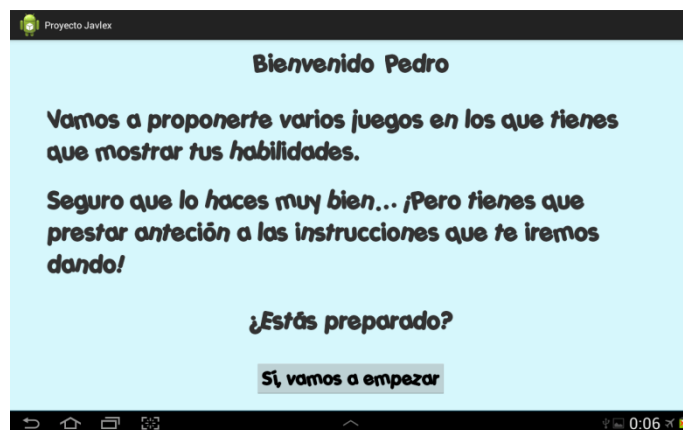 Proyecto Javlex
Bienvenido Pedro
Vamos a proponerte varios juegos en los que tienes
que mostrar tus habilidades.
Seguro que lo haces muy bien... ¡Pero tienes que
prestar anteción a las instrucciones que te iremos
dando!
¿Estás preparado?
Sí, vamos a empezar
0:06